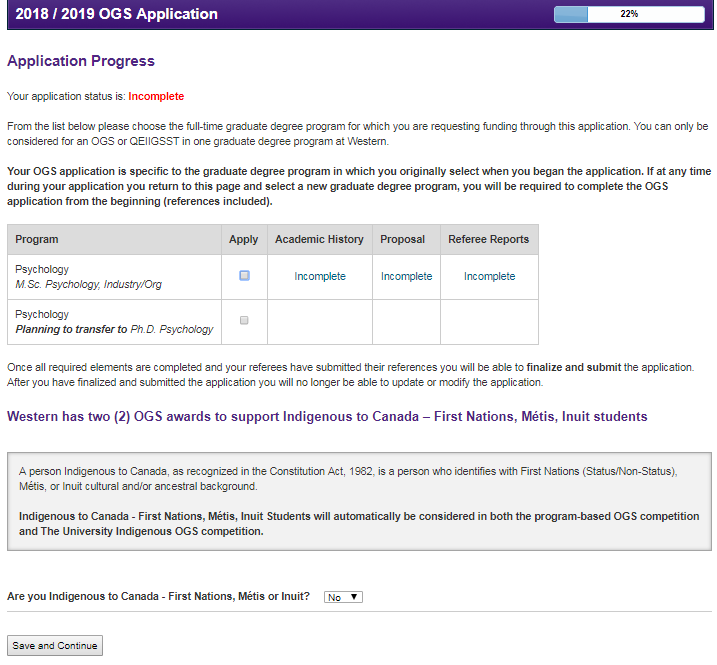 2018 / 2019 OGS Application
22%
Application Progress
Your application status is: Incomplete
From the list below please choose the full-time graduate degree program for which you are requesting funding through this application. You can only be
considered for an OGS or QEIIGSST in one graduate degree program at Western.
Your OGS application is specific to the graduate degree program in which you originally select when you began the application. If at any time
during your application you return to this page and select a new graduate degree program, you will be required to complete the OGS
application from the beginning (references included).
Program Apply Academic History Proposal Referee Reports
Psychology
M.Sc. Psychology, Industry/Org
Incomplete Incomplete Incomplete
Psychology
Planning to transfer to Ph.D. Psychology
Once all required elements are completed and your referees have submitted their references you will be able to finalize and submit the application.
After you have finalized and submitted the application you will no longer be able to update or modify the application.
Western has two (2) OGS awards to support Indigenous to Canada – First Nations, Métis, Inuit students
A person Indigenous to Canada, as recognized in the Constitution Act, 1982, is a person who identifies with First Nations (Status/Non-Status),
Métis, or Inuit cultural and/or ancestral background.
Indigenous to Canada - First Nations, Métis, Inuit Students will automatically be considered in both the program-based OGS competition
and The University Indigenous OGS competition.
Are you Indigenous to Canada - First Nations, Métis or Inuit? No
Save and Continue